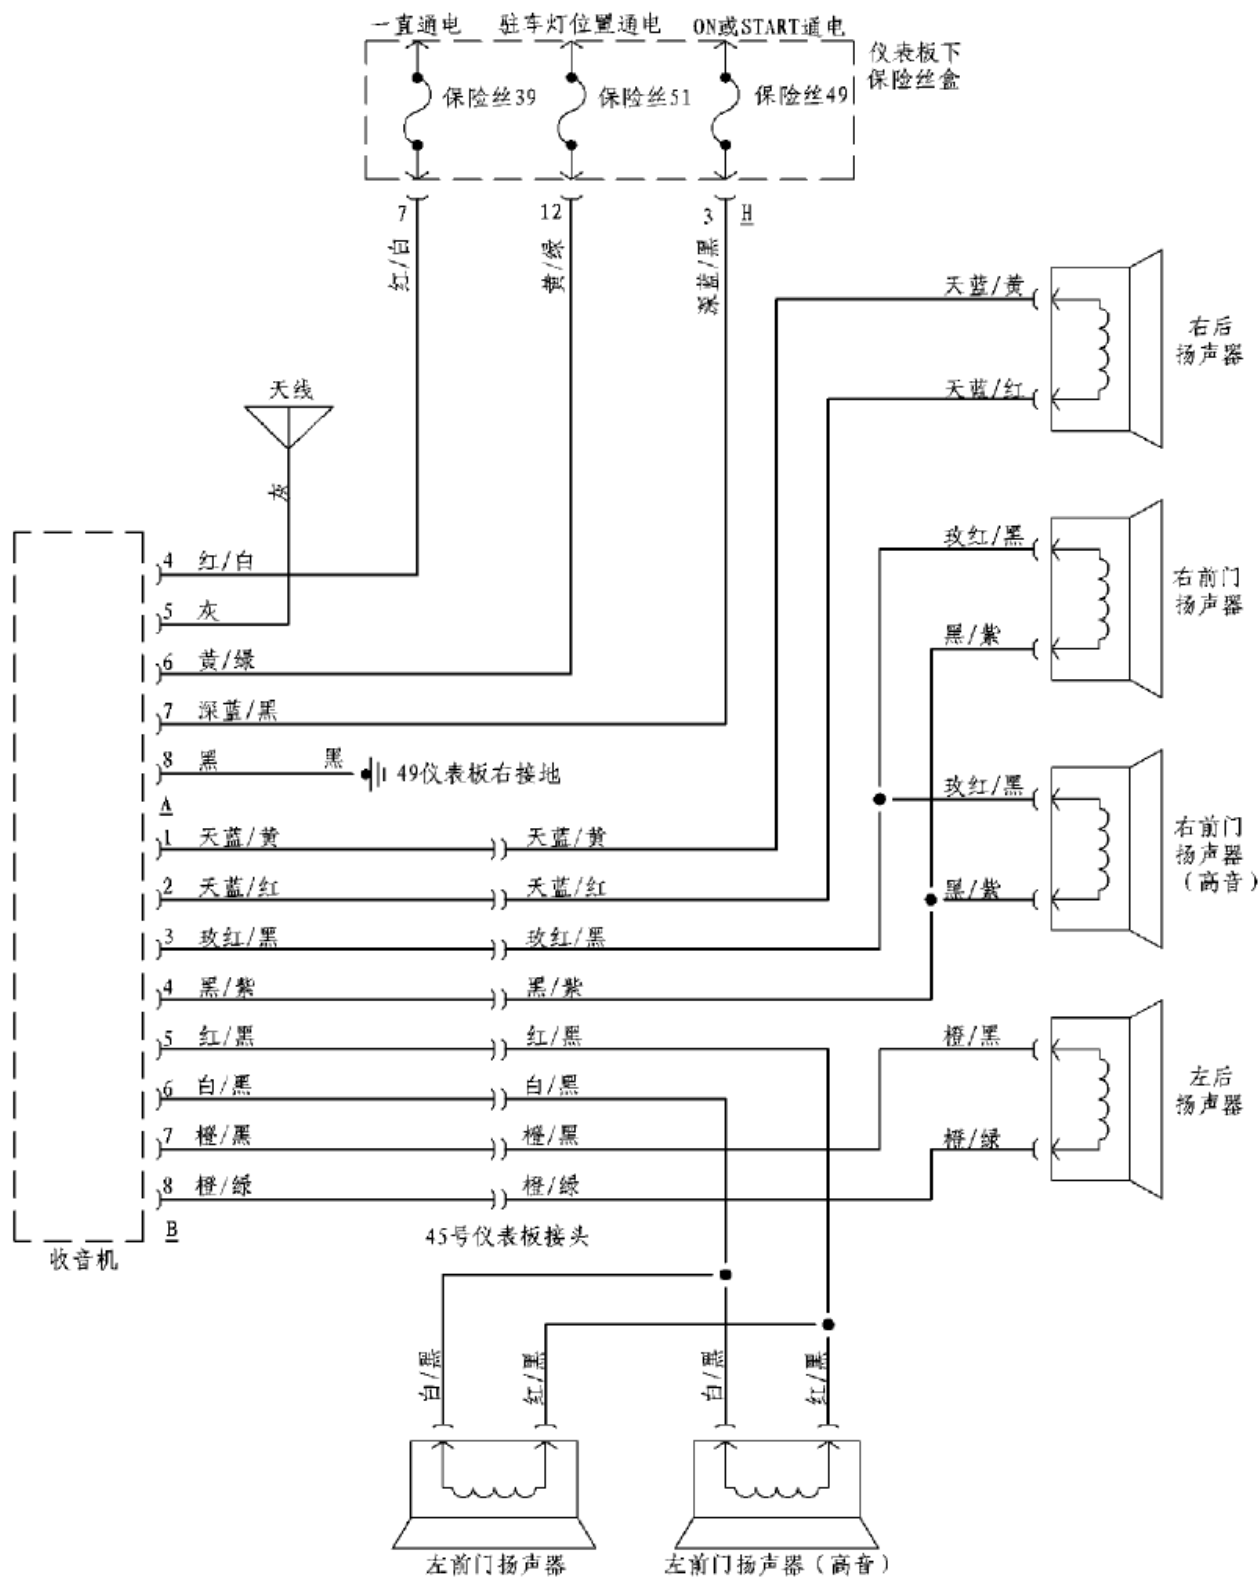 一直通电
驻车灯位置通电
ON或START通电
仪表板下
保险丝盒
保险丝39
保险丝51
保险丝49
7
12
3
H
红/白
黄/绿
深蓝/黑
天蓝/黄
右后
扬声器
天蓝/红
天线
灰
玫红/黑
右前门
扬声器
黑/紫
4 红/白
5 灰
6 黄/绿
7 深蓝/黑
8 黑
黑
49仪表板右接地
A
玫红/黑
右前门
扬声器
(高音)
黑/紫
1 天蓝/黄
天蓝/黄
2 天蓝/红
天蓝/红
3 玫红/黑
玫红/黑
4 黑/紫
黑/紫
5 红/黑
红/黑
橙/黑
6 白/黑
白/黑
左后
扬声器
7 橙/黑
橙/黑
橙/绿
8 橙/绿
橙/绿
B
收音机
45号仪表板接头
白/黑
红/黑
白/黑
红/黑
左前门扬声器
左前门扬声器(高音)